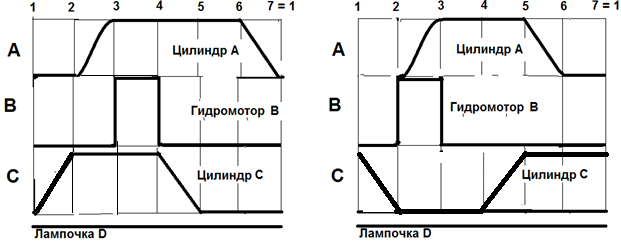 1 2 3 4 5 6 7 = 1
A Цилиндр А
B Гидромотор В
C Цилиндр С
Лампочка D
1 2 3 4 5 6 7 = 1
A Цилиндр А
B Гидромотор В
C Цилиндр С
Лампочка D